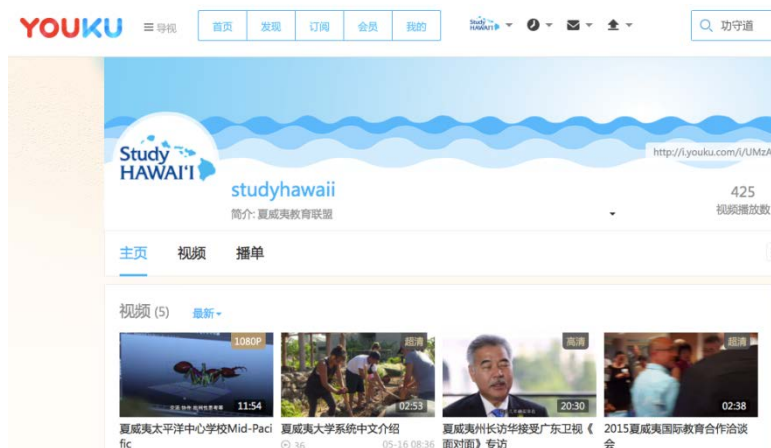 YOUKU
导视
首页 发现 订阅 会员 我的
Study HAWAI'I
功守道
Study
HAWAI'I
http://i.youku.com/i/UMzA
studyhawaii
425
简介: 夏威夷教育联盟
视频播放数
主页 视频 播单
视频 (5) 最新
1080P 超清 高清 超清
11:54 02:53 20:30 02:38
夏威夷太平洋中心学校Mid-Paci
fic
夏威夷大学系统中文介绍
36 05-16 08:36
夏威夷州长访华接受广东卫视《
面对面》专访
2015夏威夷国际教育合作洽谈
会